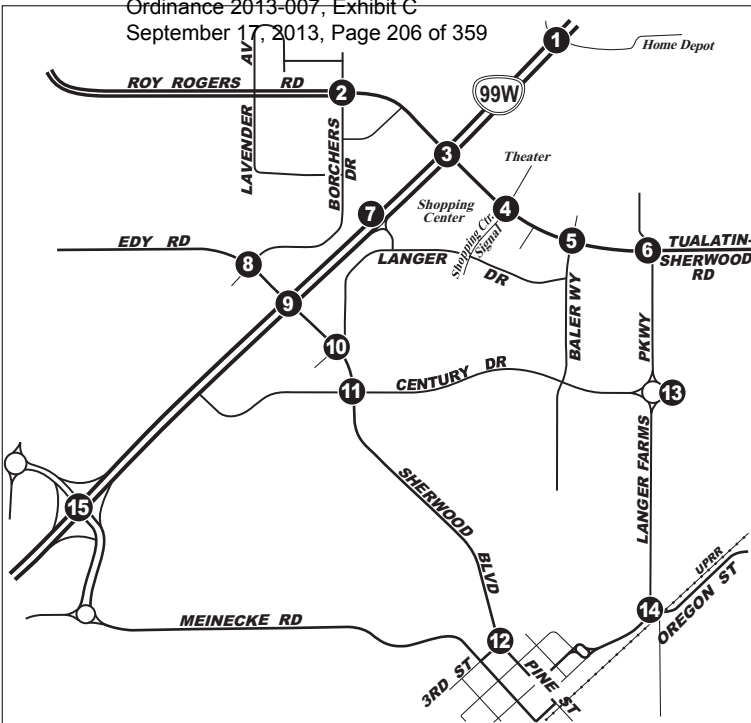 Ordinance 2013-007, Exhibit C
September 17, 2013, Page 206 of 359
1
Home Depot
ROY ROGERS RD
LAVENDER AV
2
BORCHERS DR
99W
3
Theater
Shopping
Center
4
Shopping Ctr.
Signal
7
5
6
TUALATIN-
SHERWOOD
RD
EDY RD
8
LANGER DR
BALER WY
PKWY
9
10
11
CENTURY DR
13
LANGER FARMS
SHERWOOD BLVD
15
UPRR
OREGON ST
14
MEINECKE RD
12
3RD ST
PINE ST